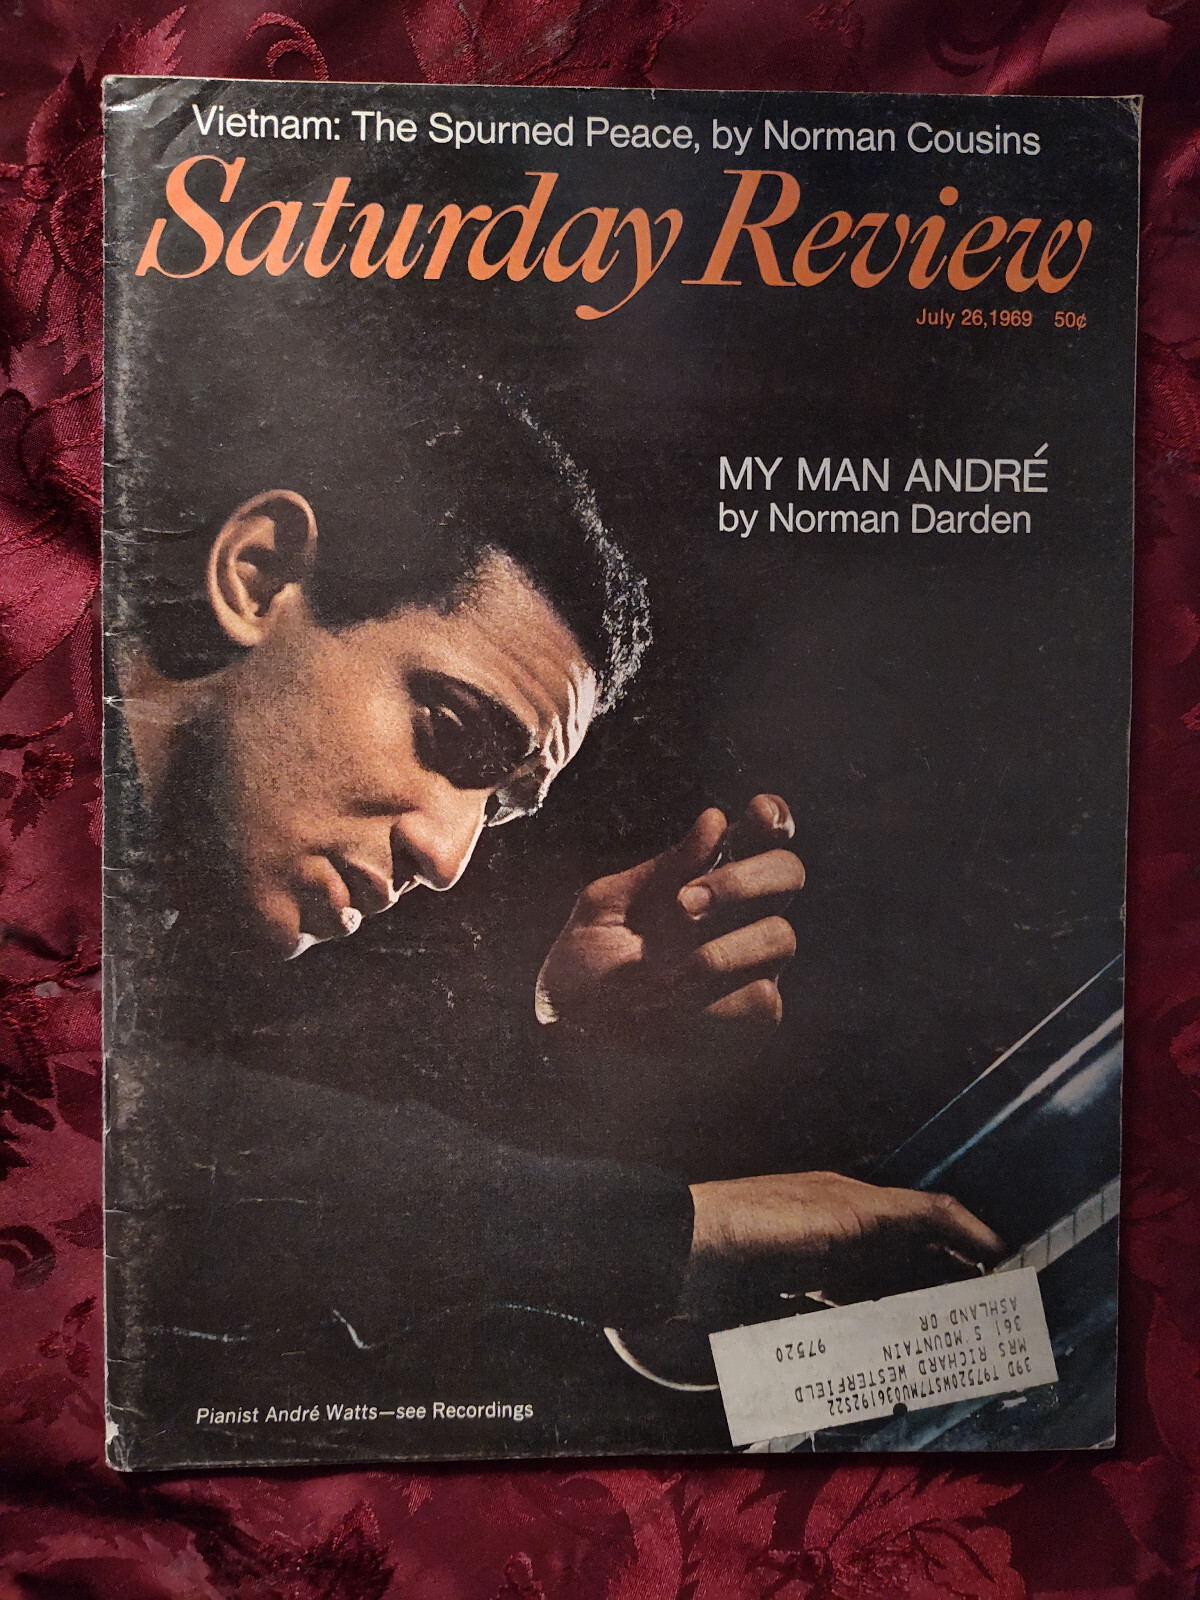 Vietnam: The Spurned Peace, by Norman Cousins
Saturday Review
July 26, 1969 50¢
MY MAN ANDRÉ
by Norman Darden
Pianist André Watts—see Recordings
39D T97520WST7MU036192S22
MRS RICHARD WESTERFIELD
361 S MOUNTAIN
ASHLAND OR 97520